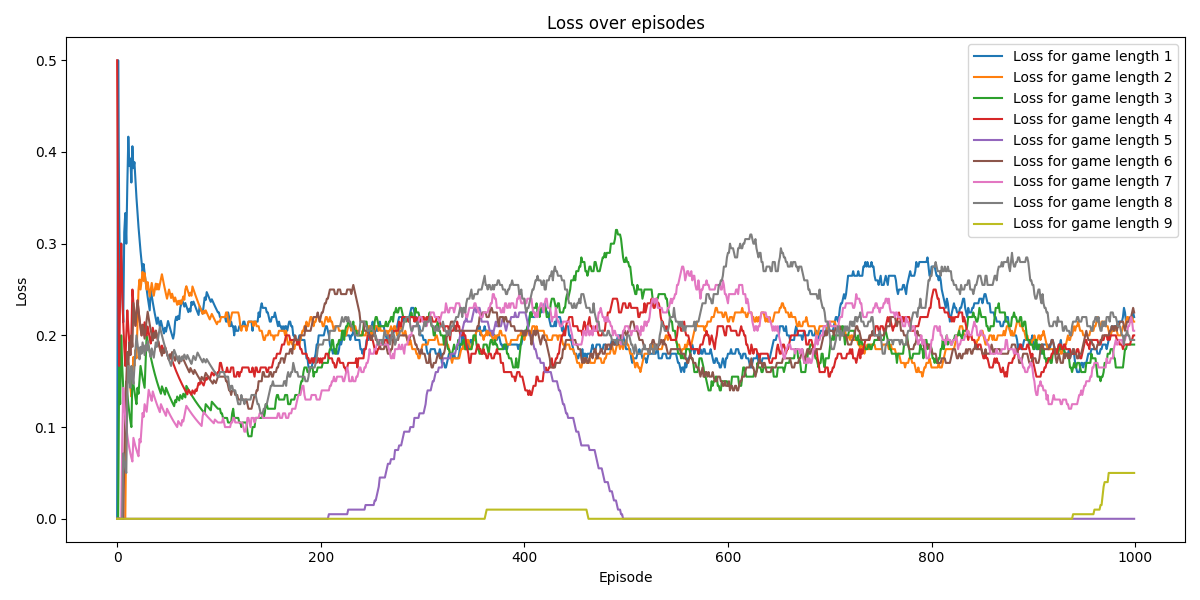 Loss over episodes
Loss
0.5
0.4
0.3
0.2
0.1
0.0
Loss for game length 1
Loss for game length 2
Loss for game length 3
Loss for game length 4
Loss for game length 5
Loss for game length 6
Loss for game length 7
Loss for game length 8
Loss for game length 9
0 200 400 600 800 1000
Episode